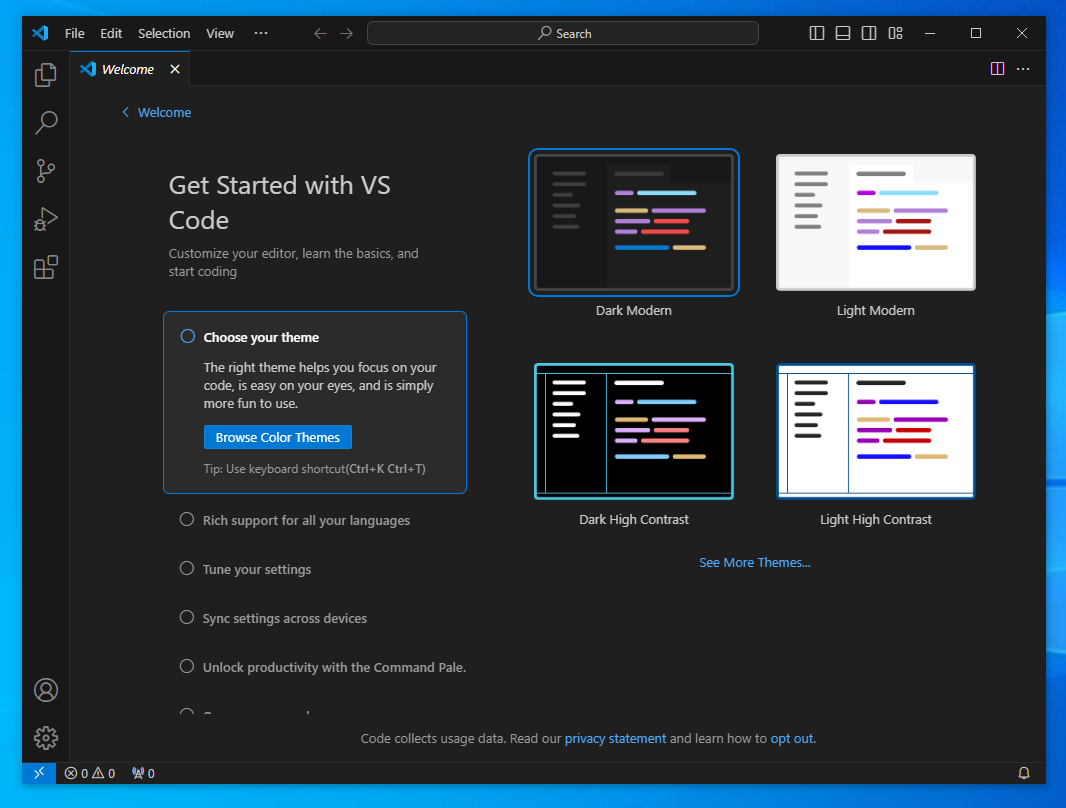 File Edit Selection View ··· Search
Welcome
Welcome
Get Started with VS
Code
Customize your editor, learn the basics, and
start coding
Choose your theme
The right theme helps you focus on your
code, is easy on your eyes, and is simply
more fun to use.
Browse Color Themes
Tip: Use keyboard shortcut(Ctrl+K Ctrl+T)
Rich support for all your languages
Tune your settings
Sync settings across devices
Unlock productivity with the Command Pale.
Dark Modern
Light Modern
Dark High Contrast
Light High Contrast
See More Themes...
Code collects usage data. Read our privacy statement and learn how to opt out.
0 0 0